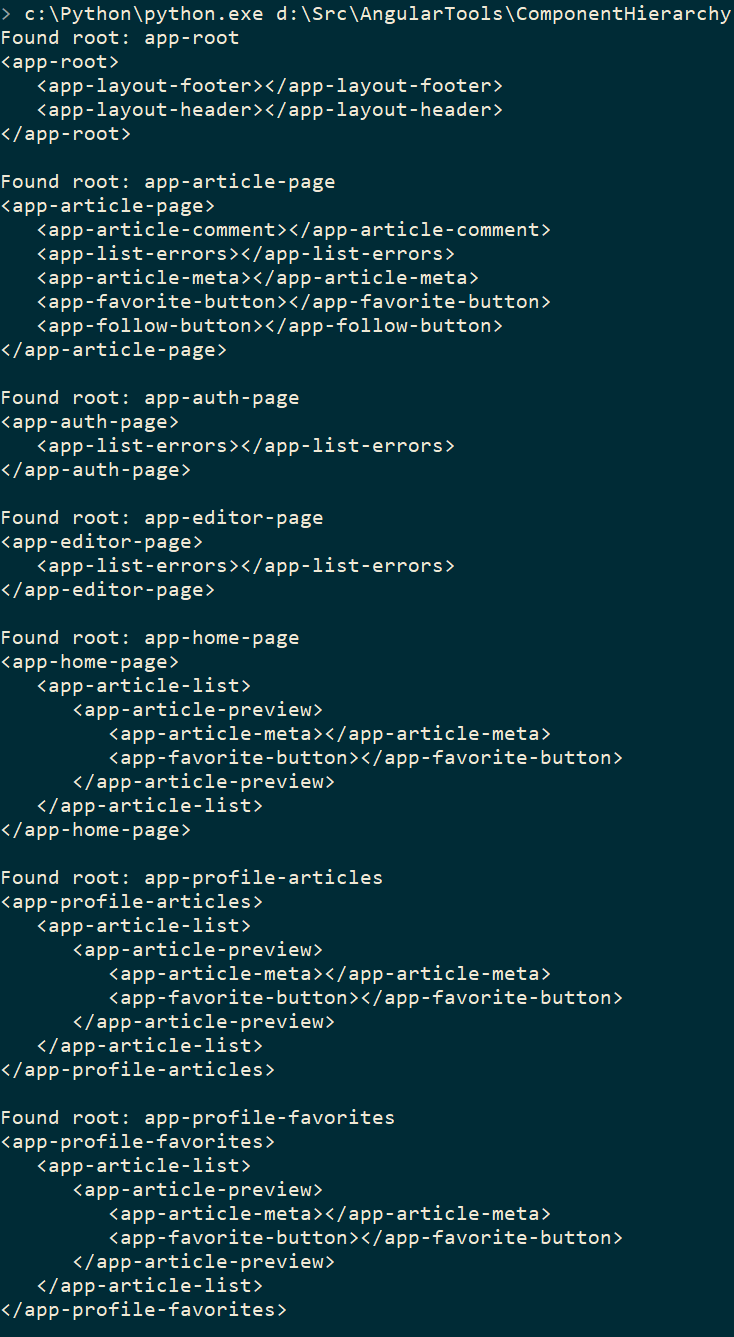 > c:\Python\python.exe d:\Src\AngularTools\ComponentHierarchy
Found root: app-root
<app-root>
   <app-layout-footer></app-layout-footer>
   <app-layout-header></app-layout-header>
</app-root>

Found root: app-article-page
<app-article-page>
   <app-article-comment></app-article-comment>
   <app-list-errors></app-list-errors>
   <app-article-meta></app-article-meta>
   <app-favorite-button></app-favorite-button>
   <app-follow-button></app-follow-button>
</app-article-page>

Found root: app-auth-page
<app-auth-page>
   <app-list-errors></app-list-errors>
</app-auth-page>

Found root: app-editor-page
<app-editor-page>
   <app-list-errors></app-list-errors>
</app-editor-page>

Found root: app-home-page
<app-home-page>
   <app-article-list>
      <app-article-preview>
         <app-article-meta></app-article-meta>
         <app-favorite-button></app-favorite-button>
      </app-article-preview>
   </app-article-list>
</app-home-page>

Found root: app-profile-articles
<app-profile-articles>
   <app-article-list>
      <app-article-preview>
         <app-article-meta></app-article-meta>
         <app-favorite-button></app-favorite-button>
      </app-article-preview>
   </app-article-list>
</app-profile-articles>

Found root: app-profile-favorites
<app-profile-favorites>
   <app-article-list>
      <app-article-preview>
         <app-article-meta></app-article-meta>
         <app-favorite-button></app-favorite-button>
      </app-article-preview>
   </app-article-list>
</app-profile-favorites>